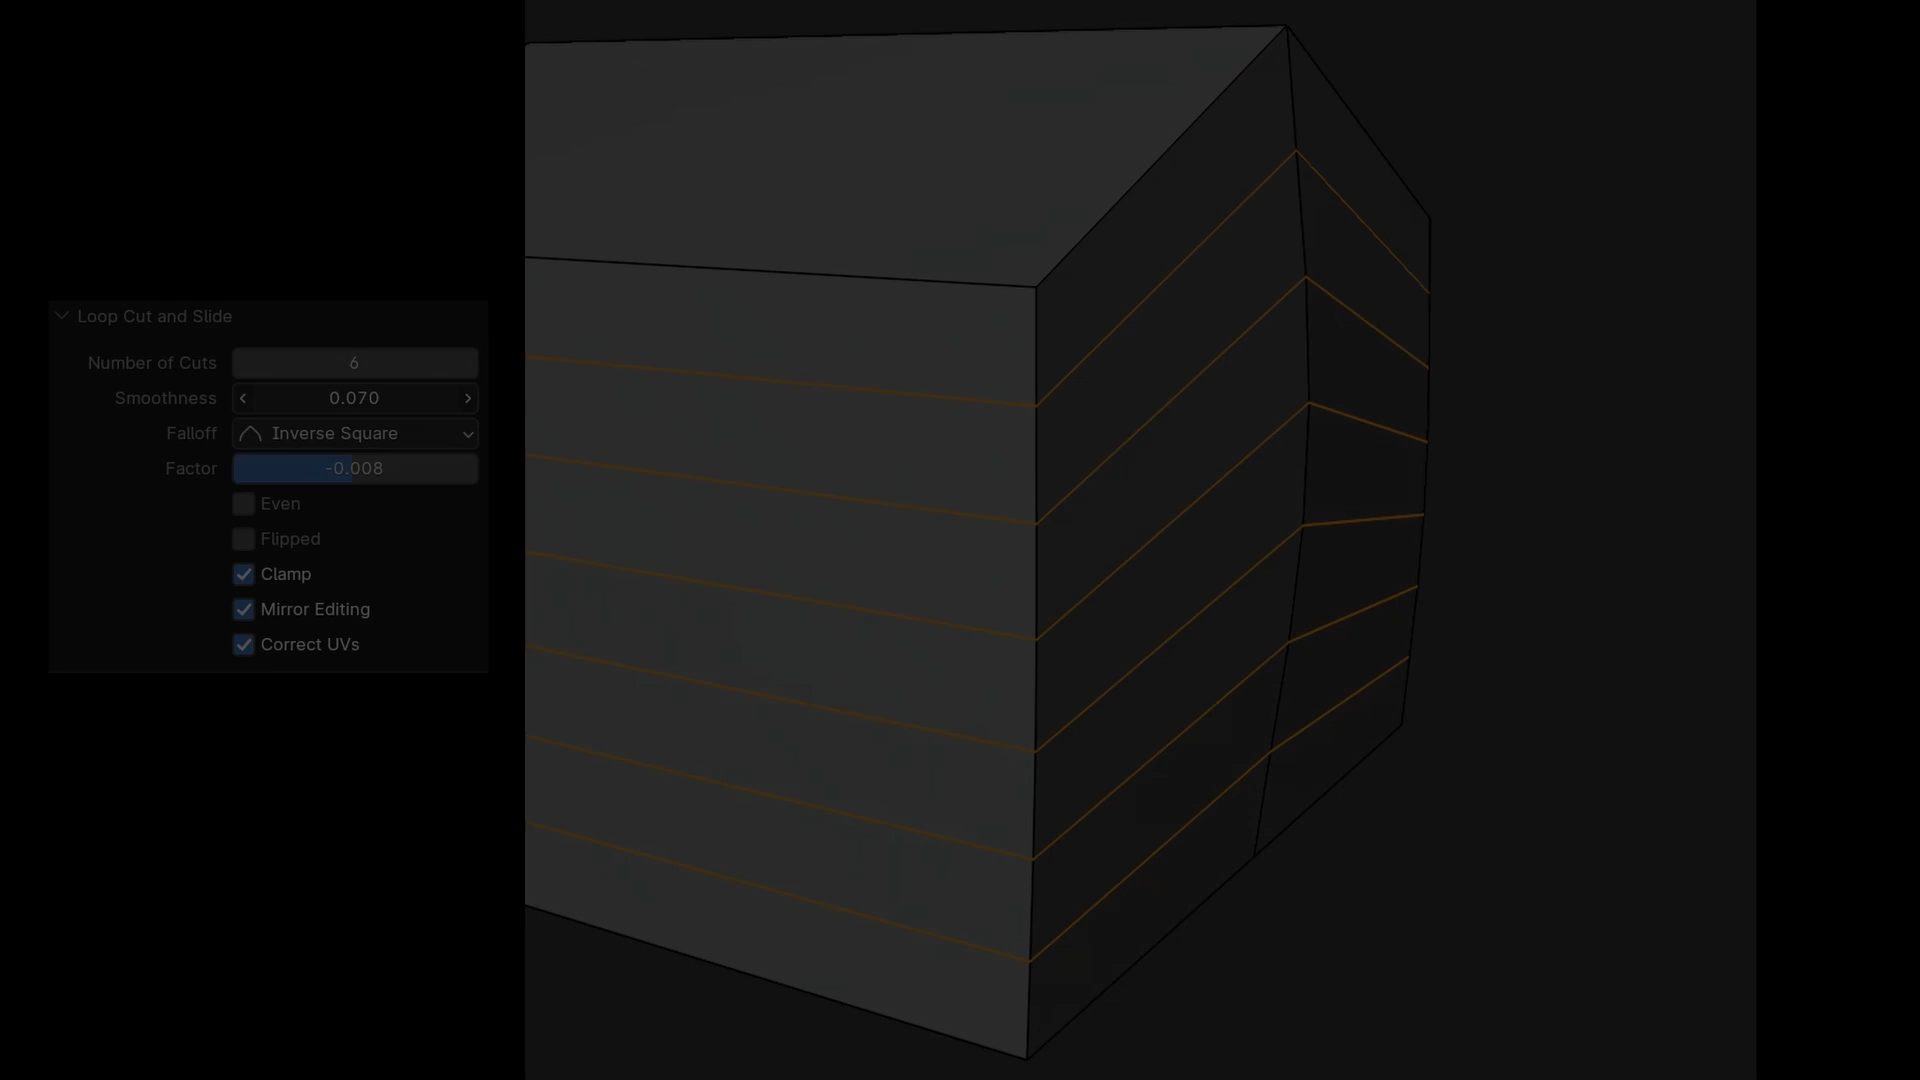 Loop Cut and Slide
Number of Cuts 6
Smoothness 0.070
Falloff Inverse Square
Factor -0.008
Even
Flipped
Clamp
Mirror Editing
Correct UVs